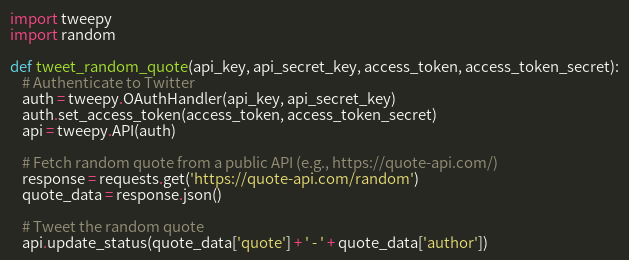 import tweepy
import random
def tweet_random_quote(api_key, api_secret_key, access_token, access_token_secret):
# Authenticate to Twitter
auth = tweepy.OAuthHandler(api_key, api_secret_key)
auth.set_access_token(access_token, access_token_secret)
api = tweepy.API(auth)
# Fetch random quote from a public API (e.g., https://quote-api.com/)
response = requests.get('https://quote-api.com/random')
quote_data = response.json()
# Tweet the random quote
api.update_status(quote_data['quote'] + ' - ' + quote_data['author'])